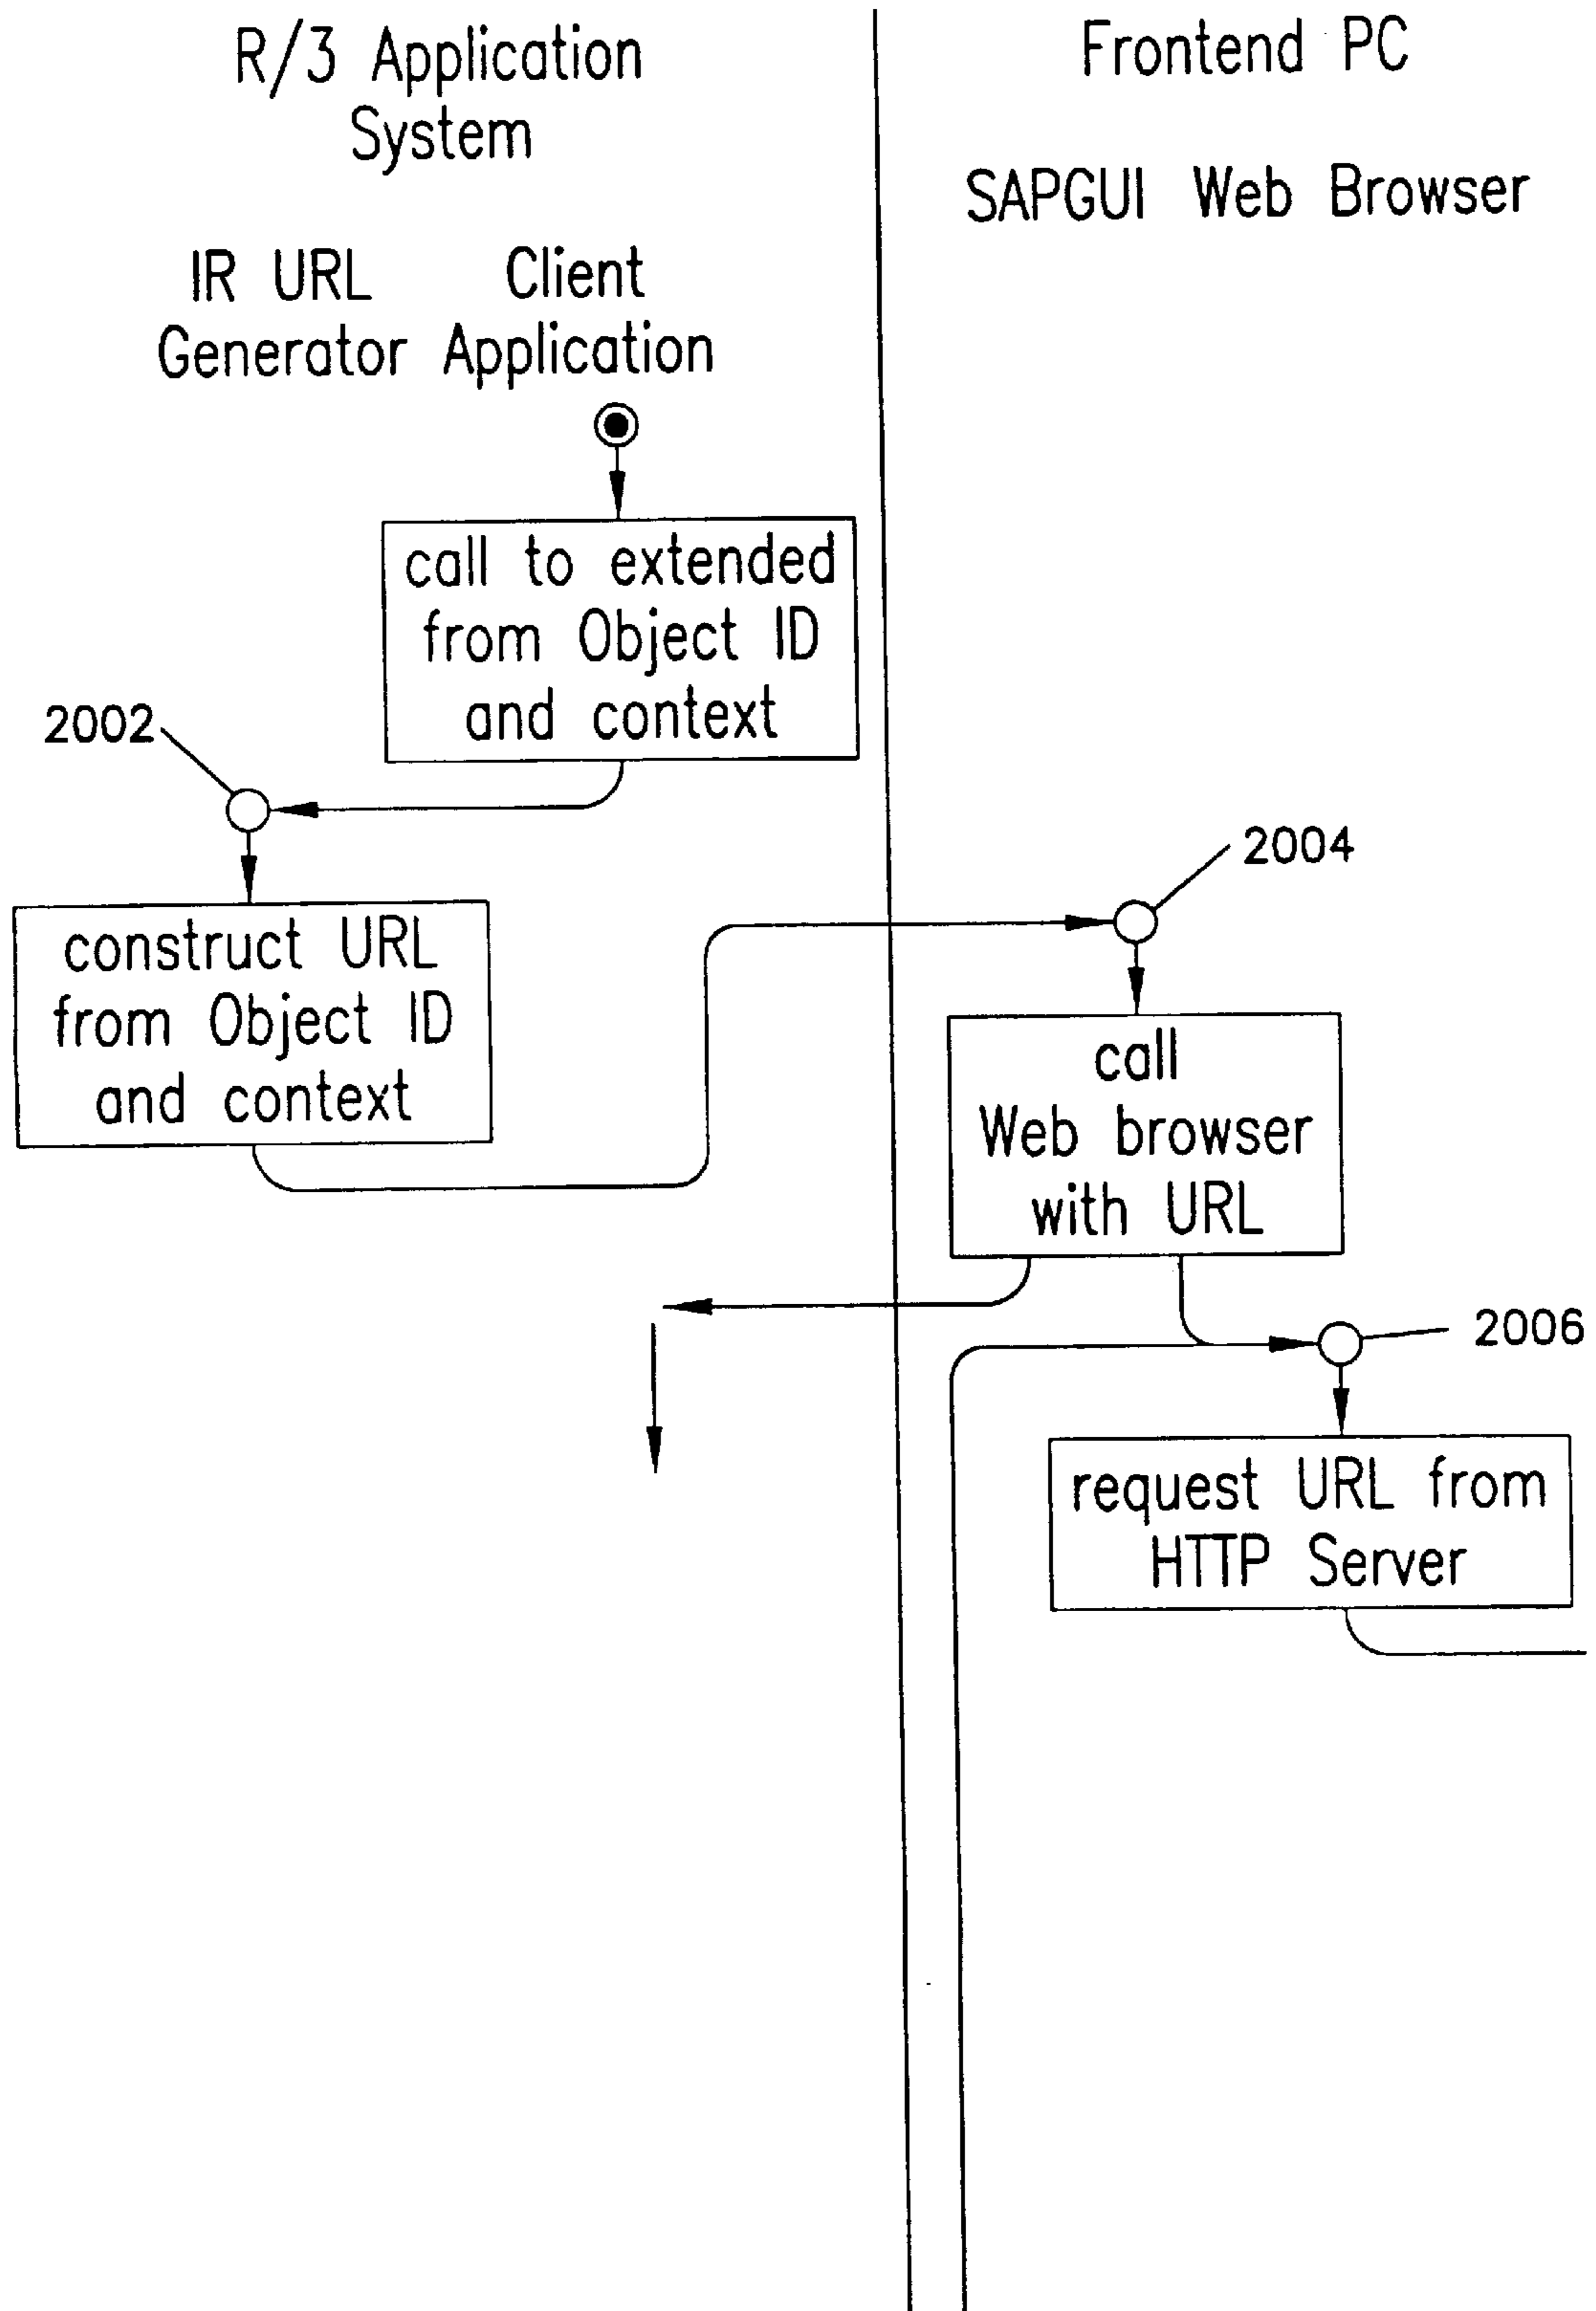 R/3 Application
System
Frontend PC
SAPGUI Web Browser
IR URL
Generator
Client
Application
call to extended
from Object ID
and context
2002
construct URL
from Object ID
and context
2004
call
Web browser
with URL
2006
request URL from
HTTP Server